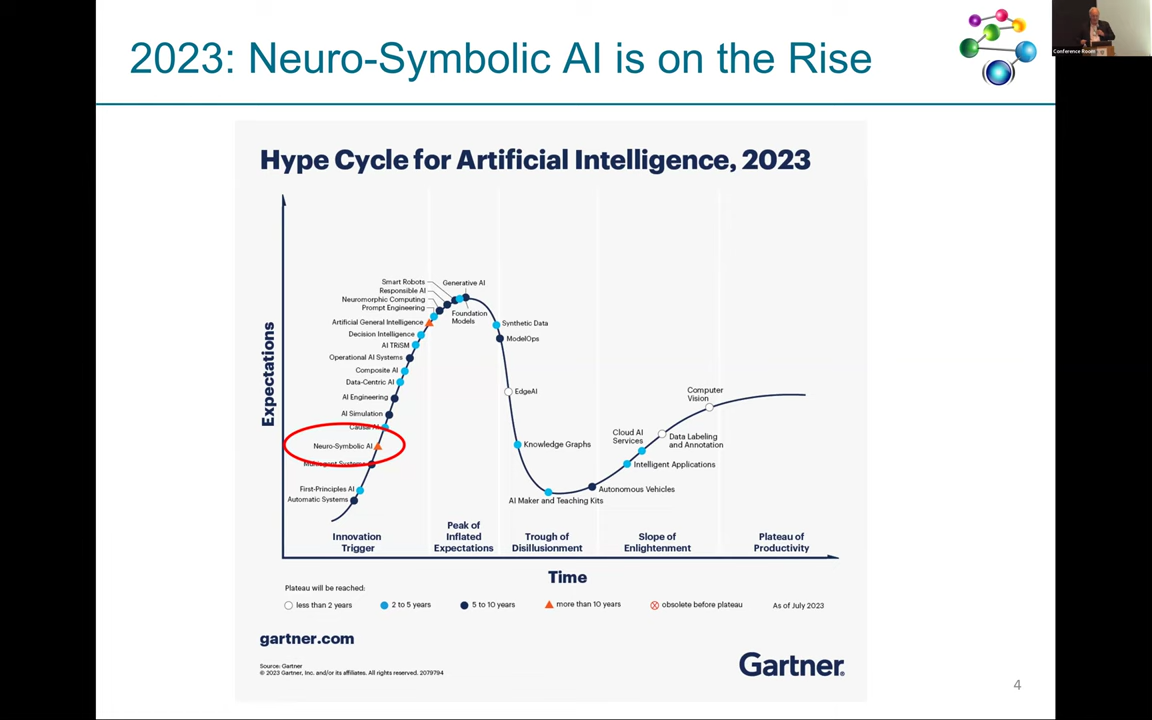 2023: Neuro-Symbolic AI is on the Rise
Conference Room
Hype Cycle for Artificial Intelligence, 2023
Expectations
Smart Robots
Responsible AI
Neuromorphic Computing
Prompt Engineering
Artificial General Intelligence
Decision Intelligence
AI TRiSM
Operational AI Systems
Composite AI
Data-Centric AI
AI Engineering
AI Simulation
Causal AI
Neuro-Symbolic AI
Multiagent Systems
First-Principles AI
Automatic Systems
Generative AI
Foundation
Models
Synthetic Data
ModelOps
EdgeAI
Knowledge Graphs
AI Maker and Teaching Kits
Autonomous Vehicles
Intelligent Applications
Cloud AI
Services
Data Labeling
and Annotation
Computer
Vision
Innovation
Trigger
Peak of
Inflated
Expectations
Trough of
Disillusionment
Slope of
Enlightenment
Plateau of
Productivity
Time
Plateau will be reached:
less than 2 years
2 to 5 years
5 to 10 years
more than 10 years
obsolete before plateau
As of July 2023
gartner.com
Source: Gartner
© 2023 Gartner, Inc. and/or its affiliates. All rights reserved. 2079794
Gartner®
4